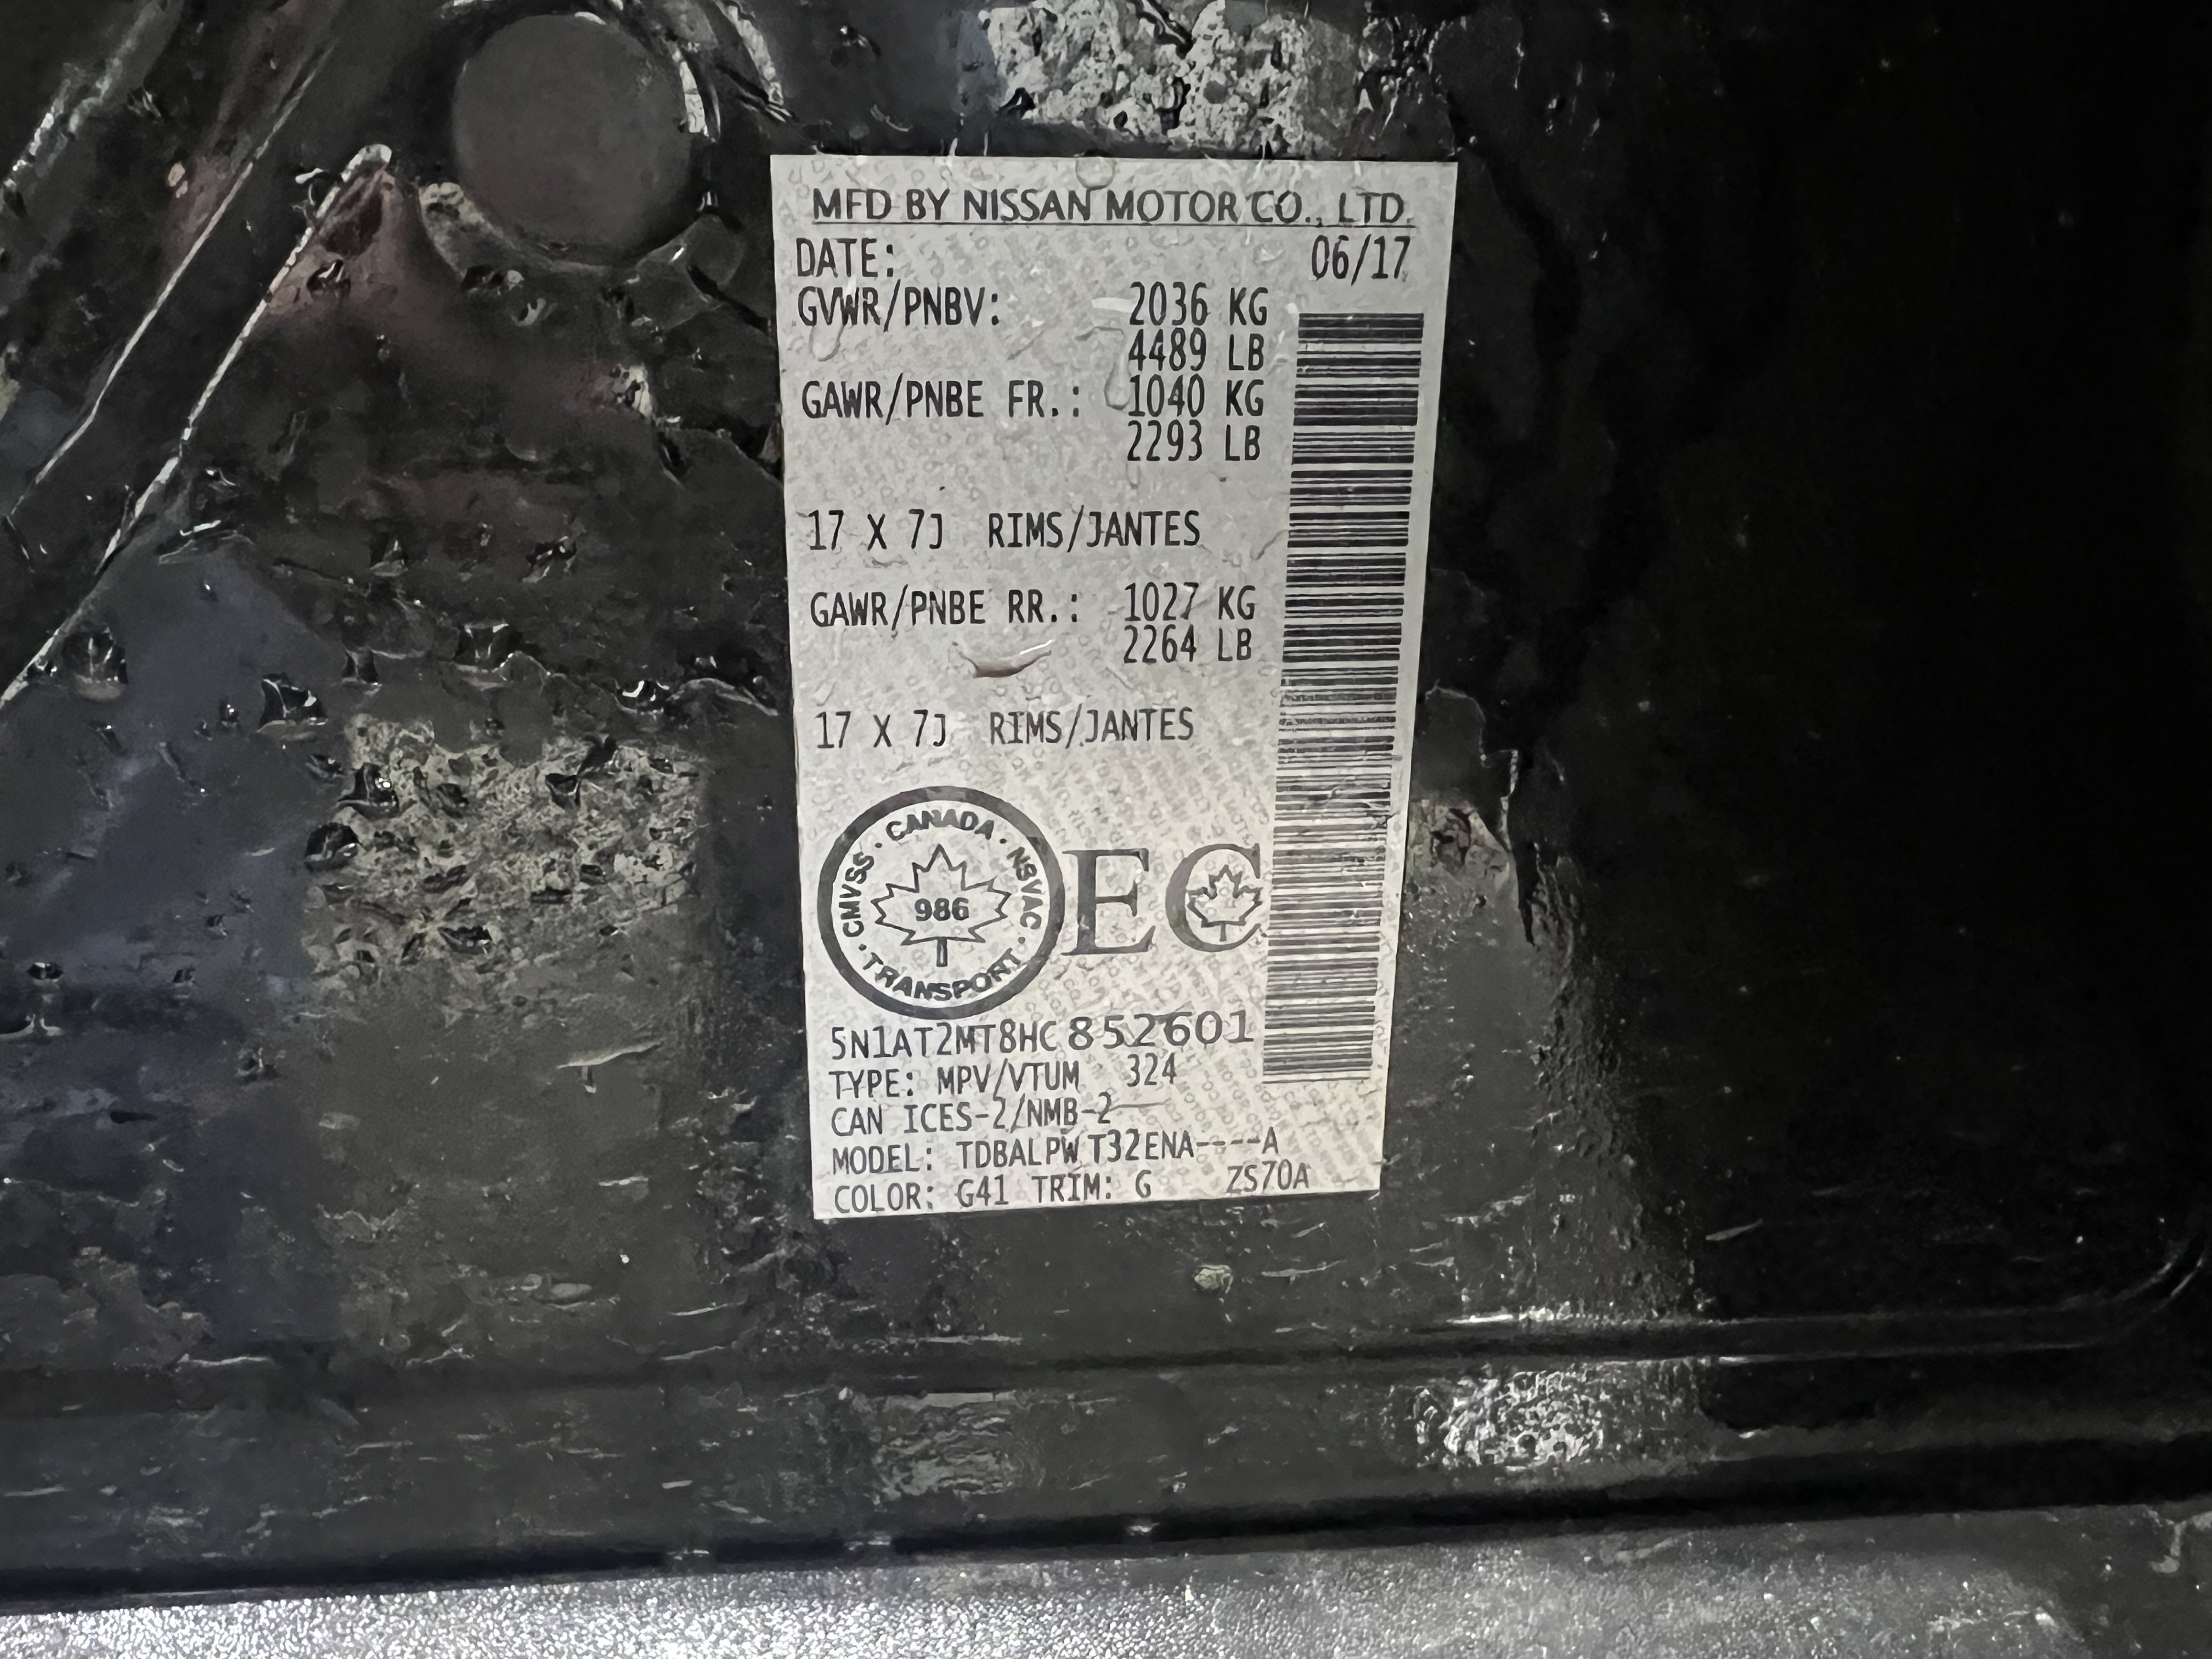 MFD BY NISSAN MOTOR CO., LTD.
DATE: 06/17
GVWR/PNBV: 2036 KG
4489 LB
GAWR/PNBE FR.: 1040 KG
2293 LB
17 X 7J RIMS/JANTES
GAWR/PNBE RR.: 1027 KG
2264 LB
17 X 7J RIMS/JANTES
CMVSS · CANADA · NSVAC · TRANSPORT ·
986
EC
5N1AT2MT8HC852601
TYPE: MPV/VTUM 324
CAN ICES-2/NMB-2
MODEL: TDBALPW T32ENA----A
COLOR: G41 TRIM: G ZS70A